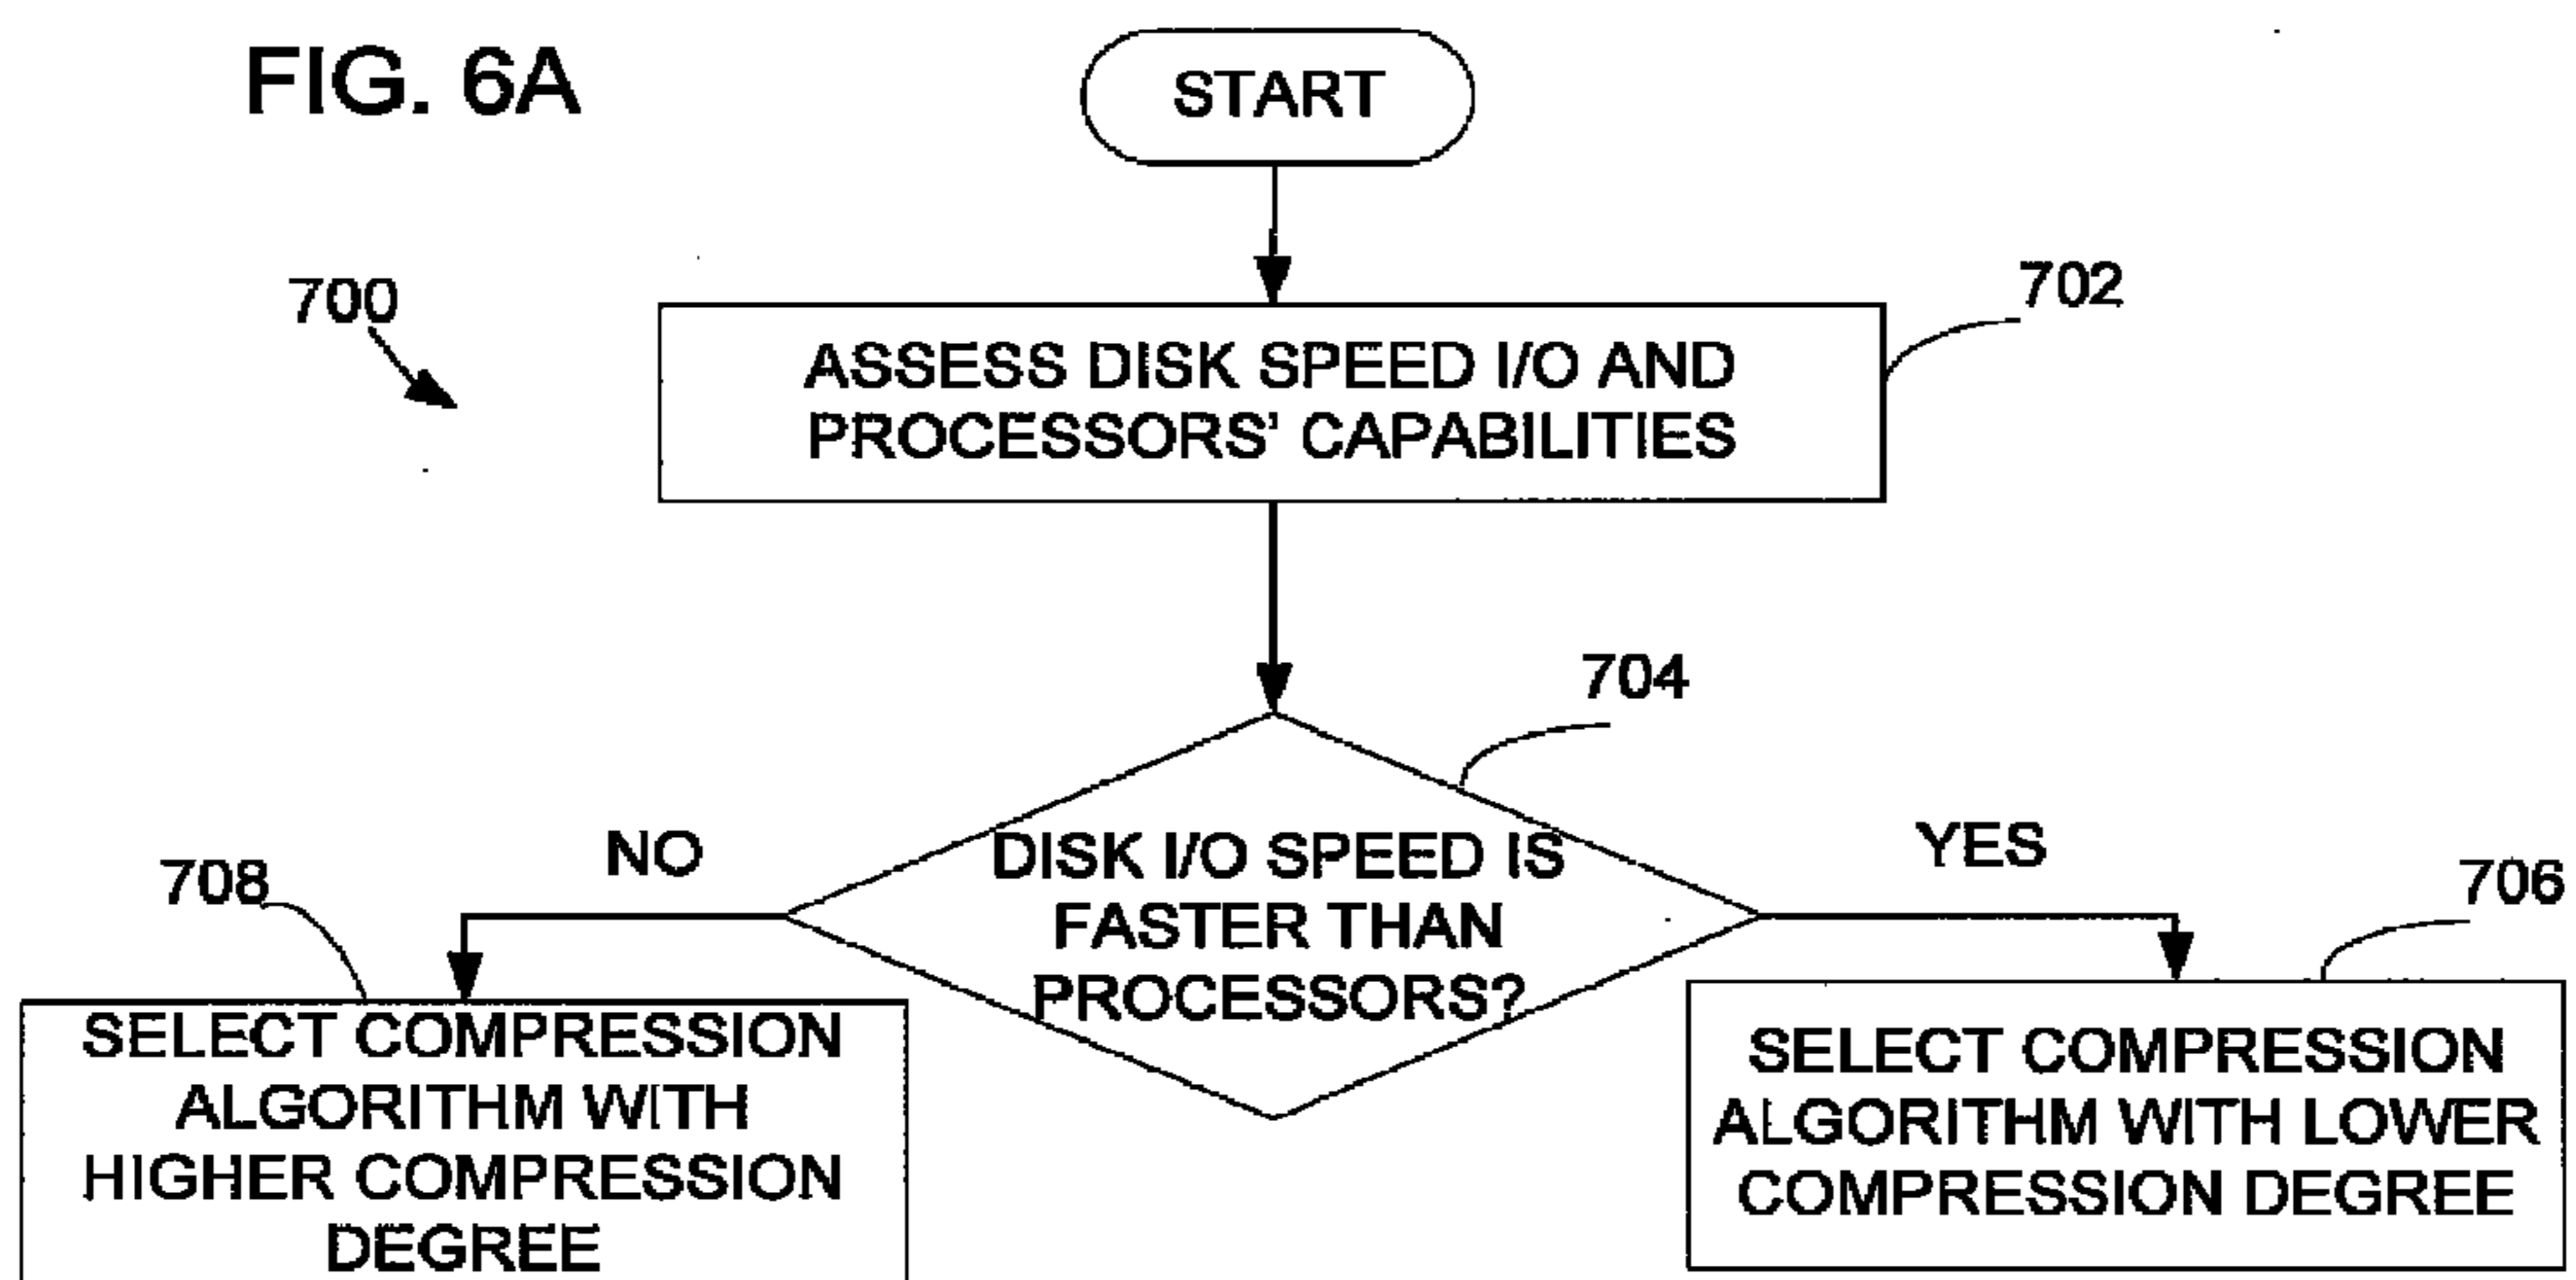 FIG. 6A
START
700
702
ASSESS DISK SPEED I/O AND
PROCESSORS' CAPABILITIES
704
DISK I/O SPEED IS
FASTER THAN
PROCESSORS?
NO
YES
708
SELECT COMPRESSION
ALGORITHM WITH
HIGHER COMPRESSION
DEGREE
706
SELECT COMPRESSION
ALGORITHM WITH LOWER
COMPRESSION DEGREE